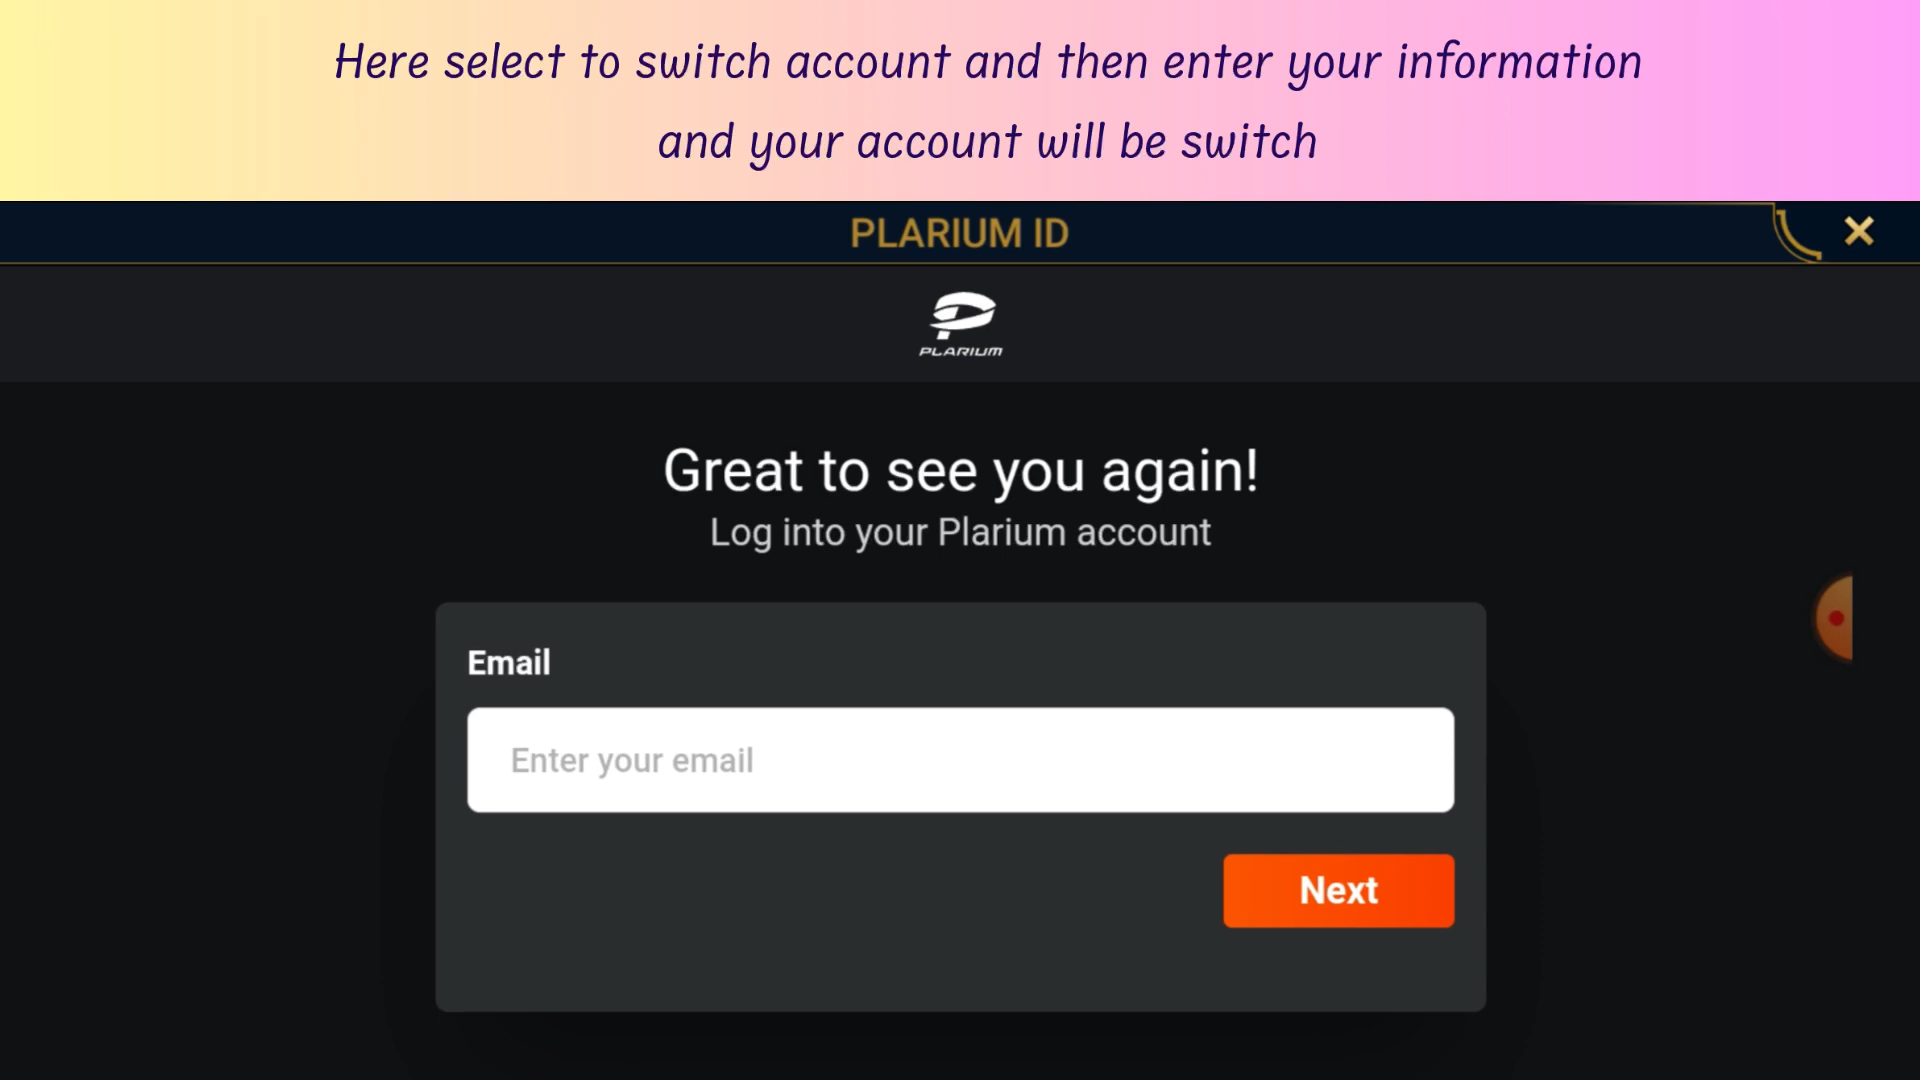 Here select to switch account and then enter your information
and your account will be switch
PLARIUM ID
PLARIUM
Great to see you again!
Log into your Plarium account
Email
Enter your email
Next